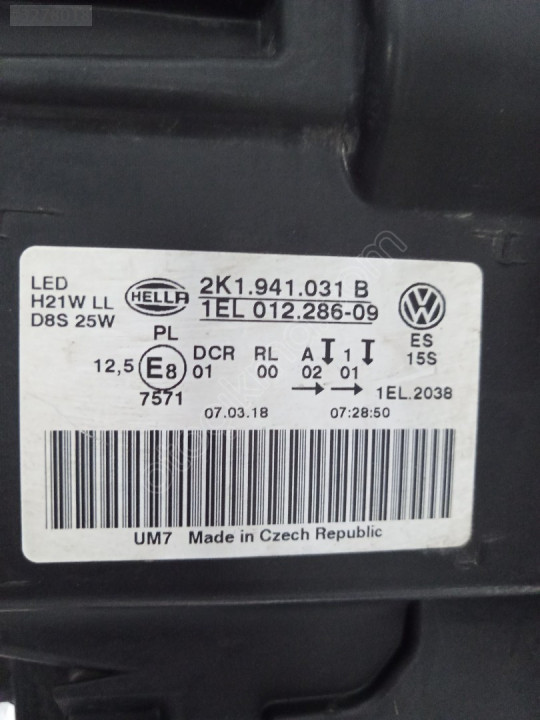 LED
H21W LL
D8S 25W
HELLA
2K1.941.031 B
1EL 012.286-09
PL
ES
15S
12,5 E8
DCR RL A 1
01 00 02 01
7571
1EL.2038
07.03.18 07:28:50
UM7 Made in Czech Republic